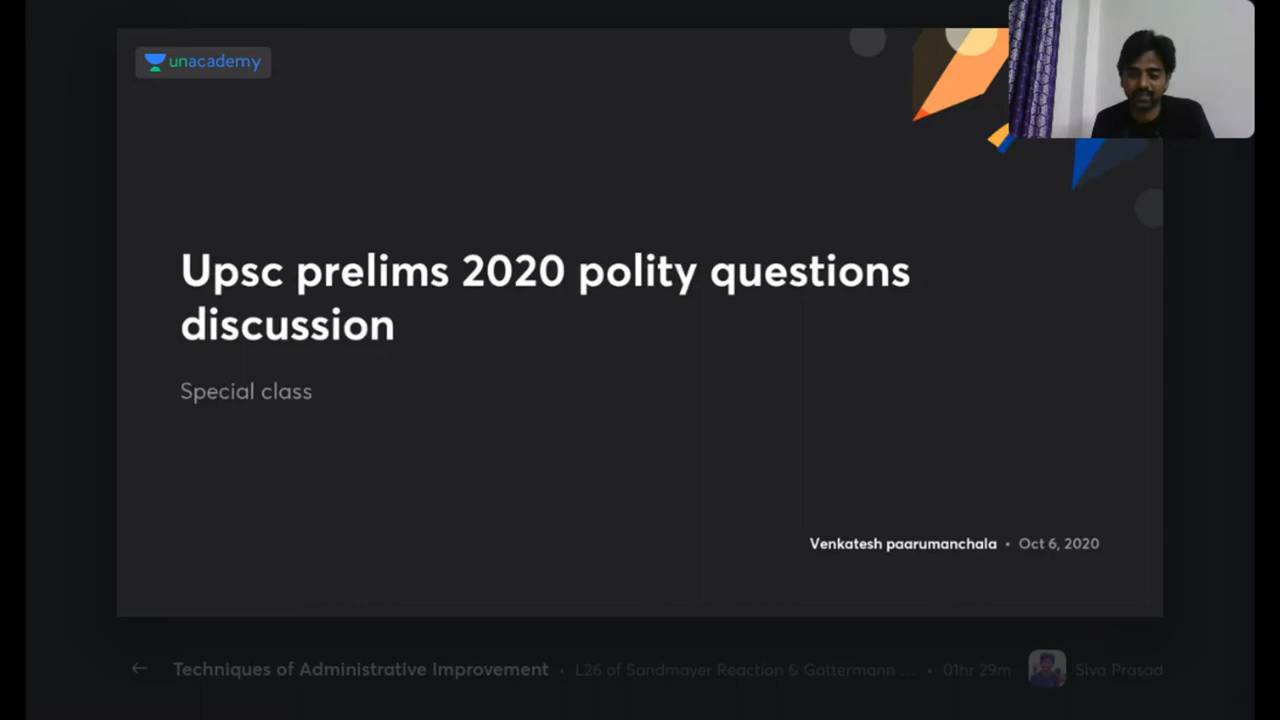 unacademy
Upsc prelims 2020 polity questions
discussion
Special class
Venkatesh paarumanchala • Oct 6, 2020
← Techniques of Administrative Improvement • L26 of Sandmayer Reaction & Gattermann ... • 01hr 29m Siva Prasad